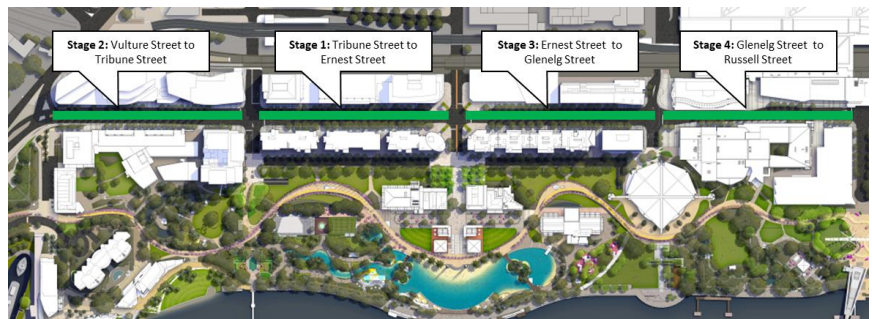 Stage 2: Vulture Street to
Tribune Street
Stage 1: Tribune Street to
Ernest Street
Stage 3: Ernest Street to
Glenelg Street
Stage 4: Glenelg Street to
Russell Street